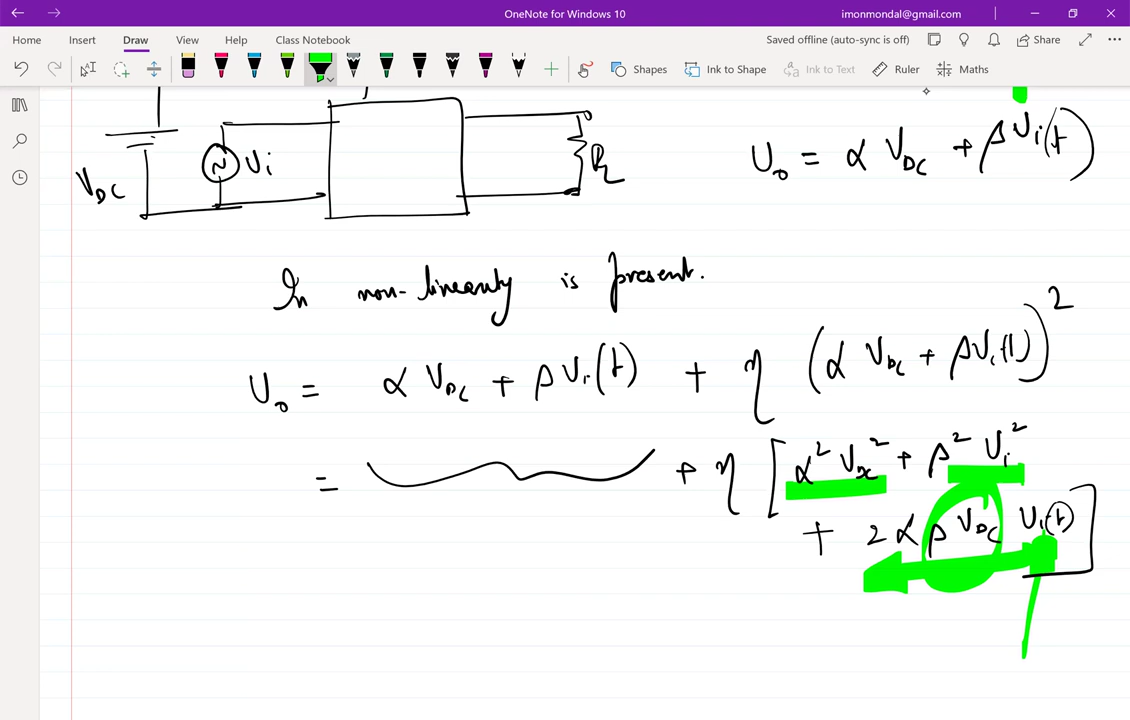 OneNote for Windows 10
imonmondal@gmail.com
Home Insert Draw View Help Class Notebook
Saved offline (auto-sync is off)
Share
Shapes
Ink to Shape
Ink to Text
Ruler
Maths
V_DC
v_i
R_L
v_o = α V_DC + β v_i(t)
In non-linearity is present.
v_o = α V_DC + β v_i(t) + η (α V_DC + β v_i(t))²
= + η [α² V_DC² + β² v_i²
+ 2 α β V_DC v_i(t)]